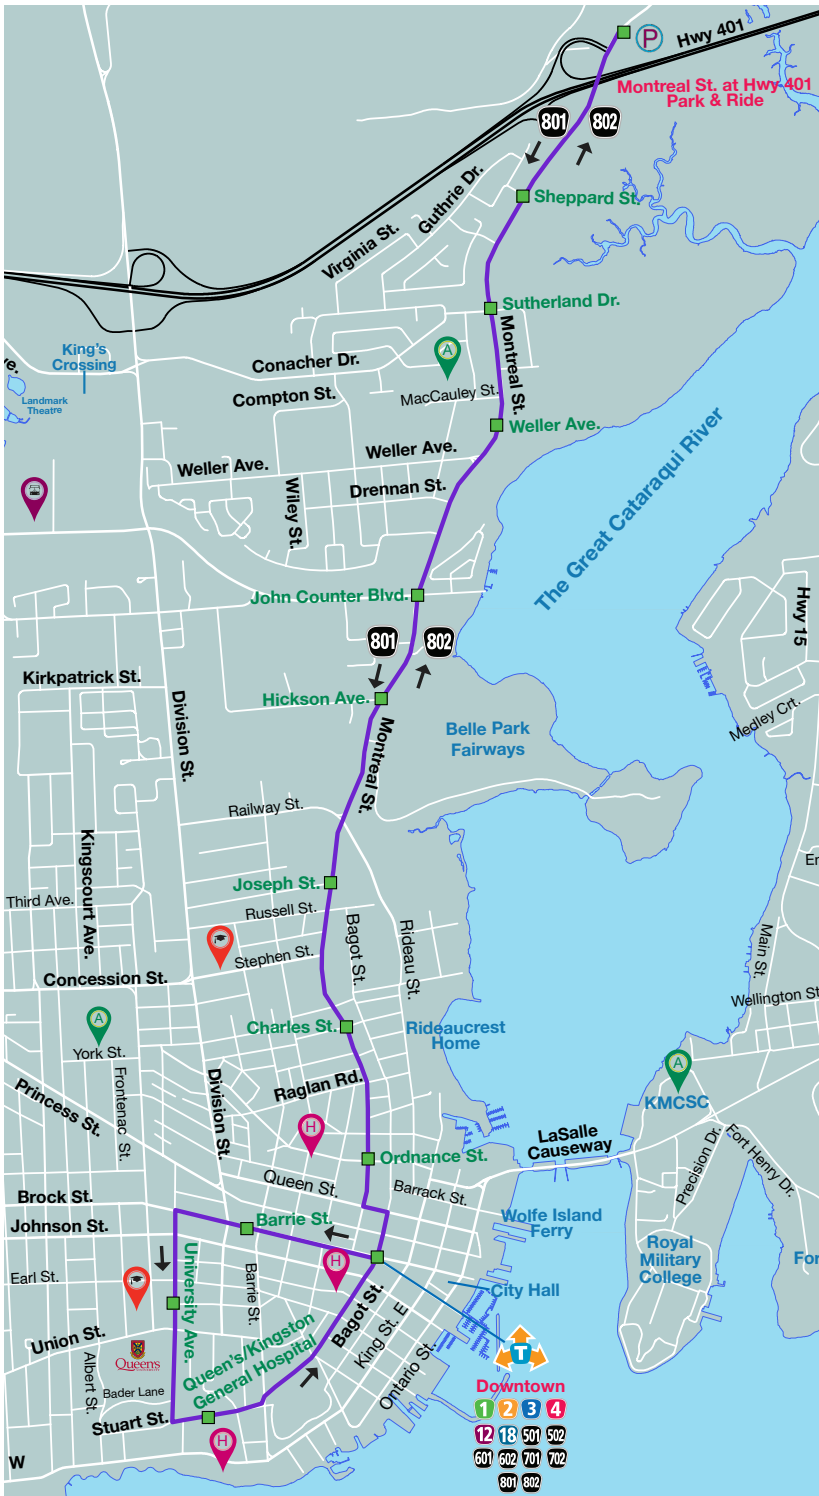 P
Hwy 401
Montreal St. at Hwy 401
Park & Ride
801
802
Guthrie Dr.
Sheppard St.
Virginia St.
Sutherland Dr.
Montreal St.
King's
Crossing
ve.
Conacher Dr.
A
Landmark
Theatre
Compton St.
MacCauley St.
Weller Ave.
Weller Ave.
Weller Ave.
Drennan St.
Wiley St.
The Great Cataraqui River
John Counter Blvd.
Hwy 15
801
802
Kirkpatrick St.
Hickson Ave.
Division St.
Montreal St.
Belle Park
Fairways
Medley Crt.
Railway St.
Kingscourt Ave.
Er
Joseph St.
Third Ave.
Russell St.
Bagot St.
Rideau St.
Main St.
Stephen St.
Concession St.
Wellington St
A
Charles St.
Rideaucrest
Home
York St.
A
Frontenac St.
Division St.
Raglan Rd.
Princess St.
KMCSC
H
LaSalle
Causeway
Precision Dr.
Fort Henry Dr.
Ordnance St.
Queen St.
Barrack St.
Brock St.
Johnson St.
Barrie St.
Wolfe Island
Ferry
Royal
Military
College
For
Earl St.
University Ave.
Barrie St.
H
City Hall
Bagot St.
King St. E
Ontario St.
Union St.
Queen's
Albert St.
Queen's/Kingston
General Hospital
T
Bader Lane
Downtown
Stuart St.
1 2 3 4
12 18 501 502
H
601 602 701 702
W
801 802